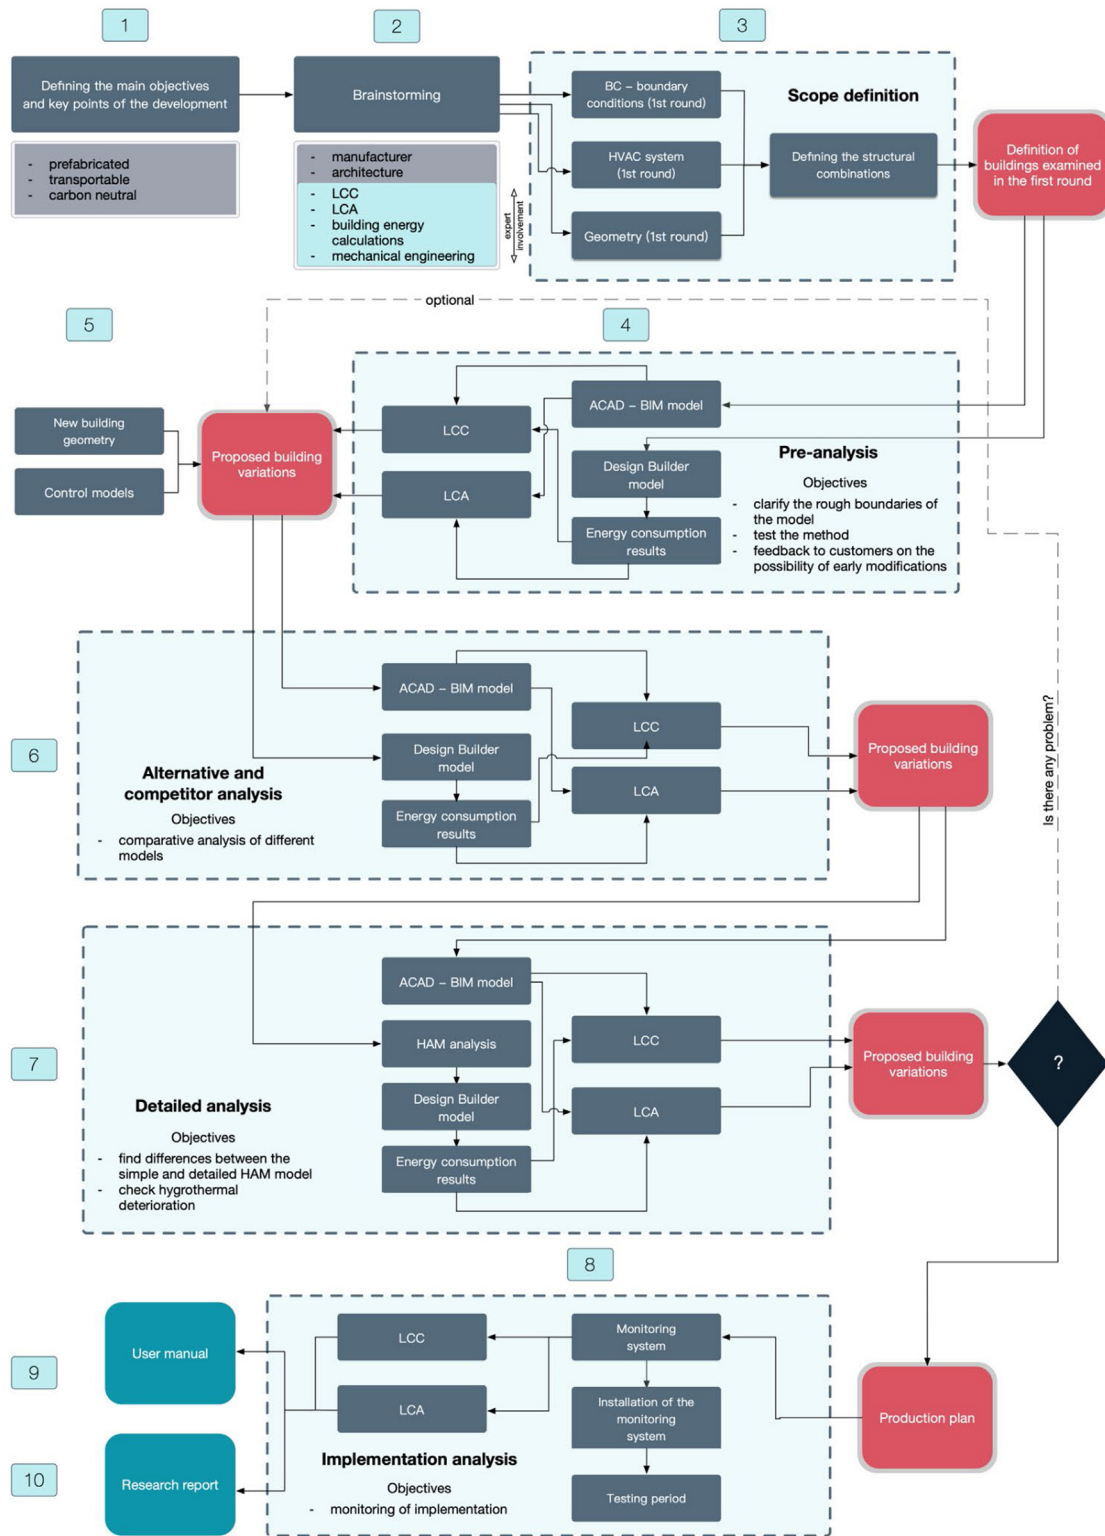 1
2
3
Defining the main objectives
and key points of the development
- prefabricated
- transportable
- carbon neutral
Brainstorming
- manufacturer
- architecture
- LCC
- LCA
- building energy
calculations
- mechanical engineering
expert
involvement
BC – boundary
conditions (1st round)
HVAC system
(1st round)
Geometry (1st round)
Scope definition
Defining the structural
combinations
Definition of
buildings examined
in the first round
optional
5
4
New building
geometry
Control models
Proposed building
variations
LCC
LCA
ACAD – BIM model
Design Builder
model
Energy consumption
results
Pre-analysis
Objectives
- clarify the rough boundaries of
the model
- test the method
- feedback to customers on the
possibility of early modifications
6
Alternative and
competitor analysis
Objectives
- comparative analysis of different
models
ACAD – BIM model
Design Builder
model
Energy consumption
results
LCC
LCA
Proposed building
variations
Is there any problem?
7
Detailed analysis
Objectives
- find differences between the
simple and detailed HAM model
- check hygrothermal
deterioration
ACAD – BIM model
HAM analysis
Design Builder
model
Energy consumption
results
LCC
LCA
Proposed building
variations
?
8
9
User manual
10
Research report
LCC
LCA
Implementation analysis
Objectives
- monitoring of implementation
Monitoring
system
Installation of the
monitoring
system
Testing period
Production plan